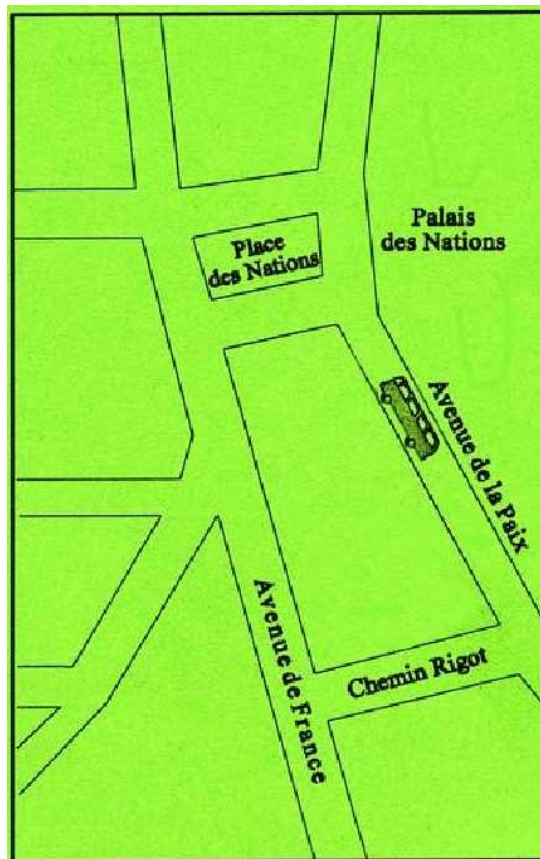 Place
des Nations
Palais
des Nations
Avenue de la Paix
Avenue de France
Chemin Rigot